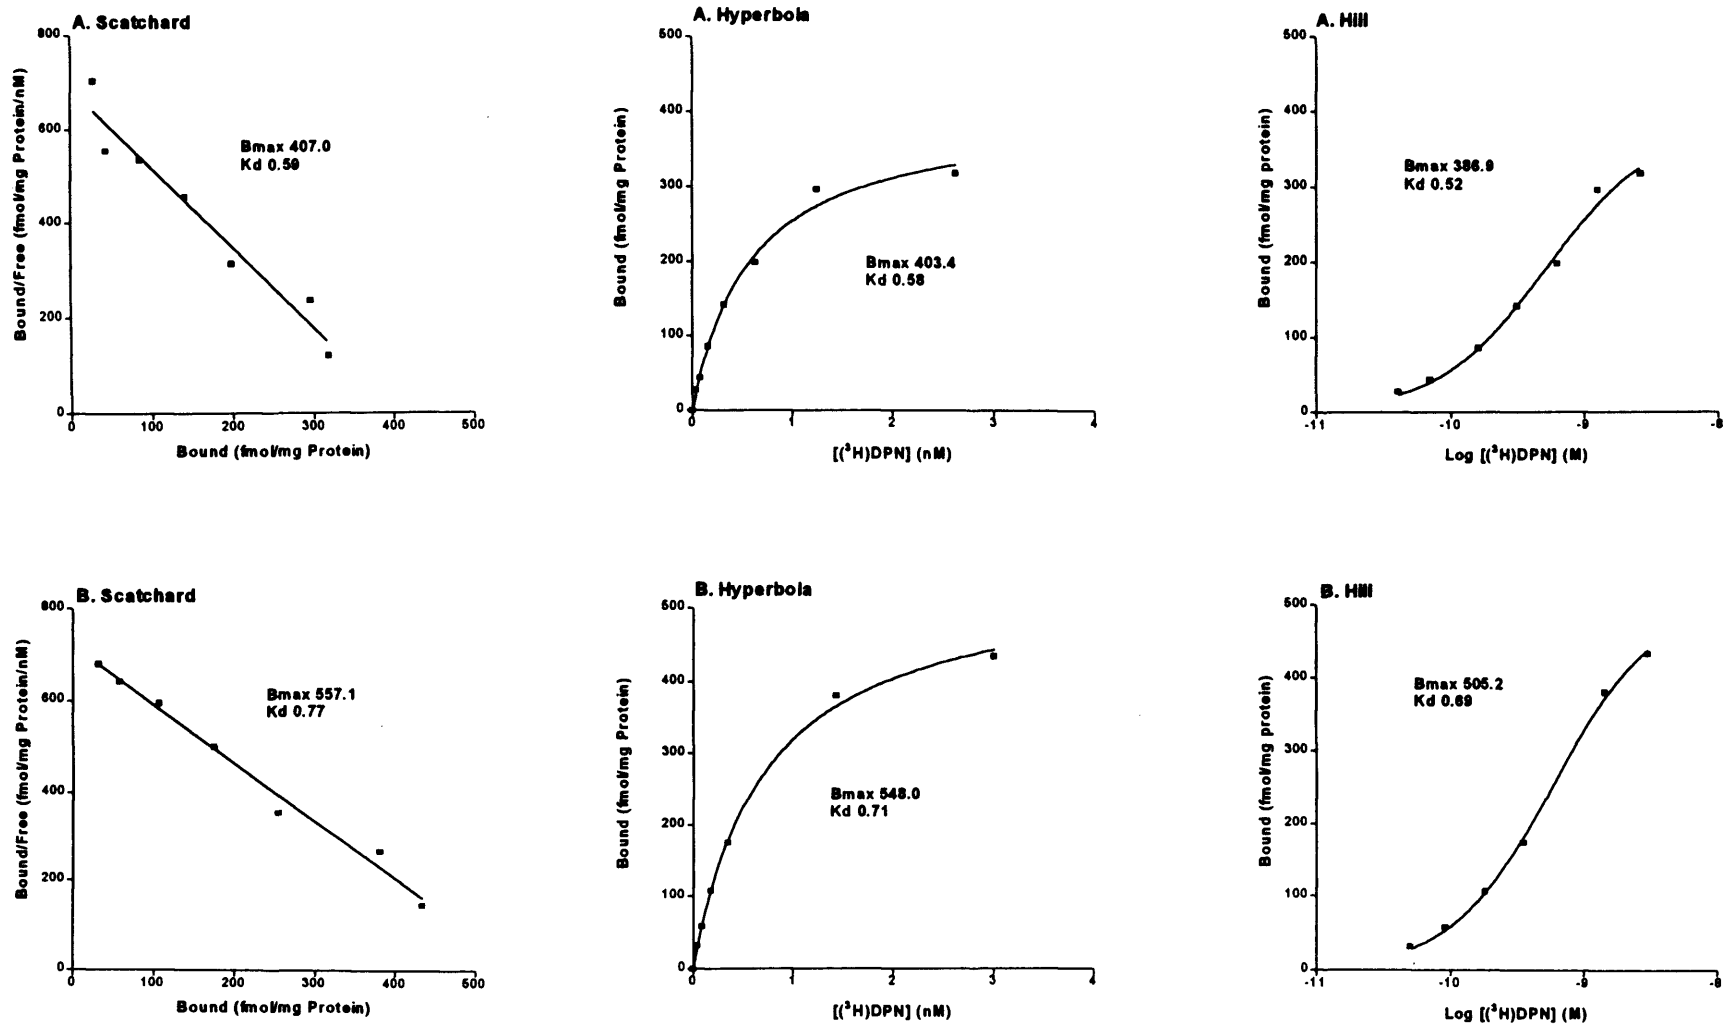 A. Scatchard
800
600
400
200
0
0 100 200 300 400 500
Bound/Free (fmol/mg Protein/nM)
Bound (fmol/mg Protein)
Bmax 407.0
Kd 0.59
A. Hyperbola
500
400
300
200
100
0
0 1 2 3 4
Bound (fmol/mg Protein)
[(³H)DPN] (nM)
Bmax 403.4
Kd 0.58
A. Hill
500
400
300
200
100
0
-11 -10 -9 -8
Bound (fmol/mg protein)
Log [(³H)DPN] (M)
Bmax 386.9
Kd 0.52
B. Scatchard
800
600
400
200
0
0 100 200 300 400 500
Bound/Free (fmol/mg Protein/nM)
Bound (fmol/mg Protein)
Bmax 557.1
Kd 0.77
B. Hyperbola
500
400
300
200
100
0
0 1 2 3 4
Bound (fmol/mg Protein)
[(³H)DPN] (nM)
Bmax 548.0
Kd 0.71
B. Hill
500
400
300
200
100
0
-11 -10 -9 -8
Bound (fmol/mg protein)
Log [(³H)DPN] (M)
Bmax 505.2
Kd 0.69